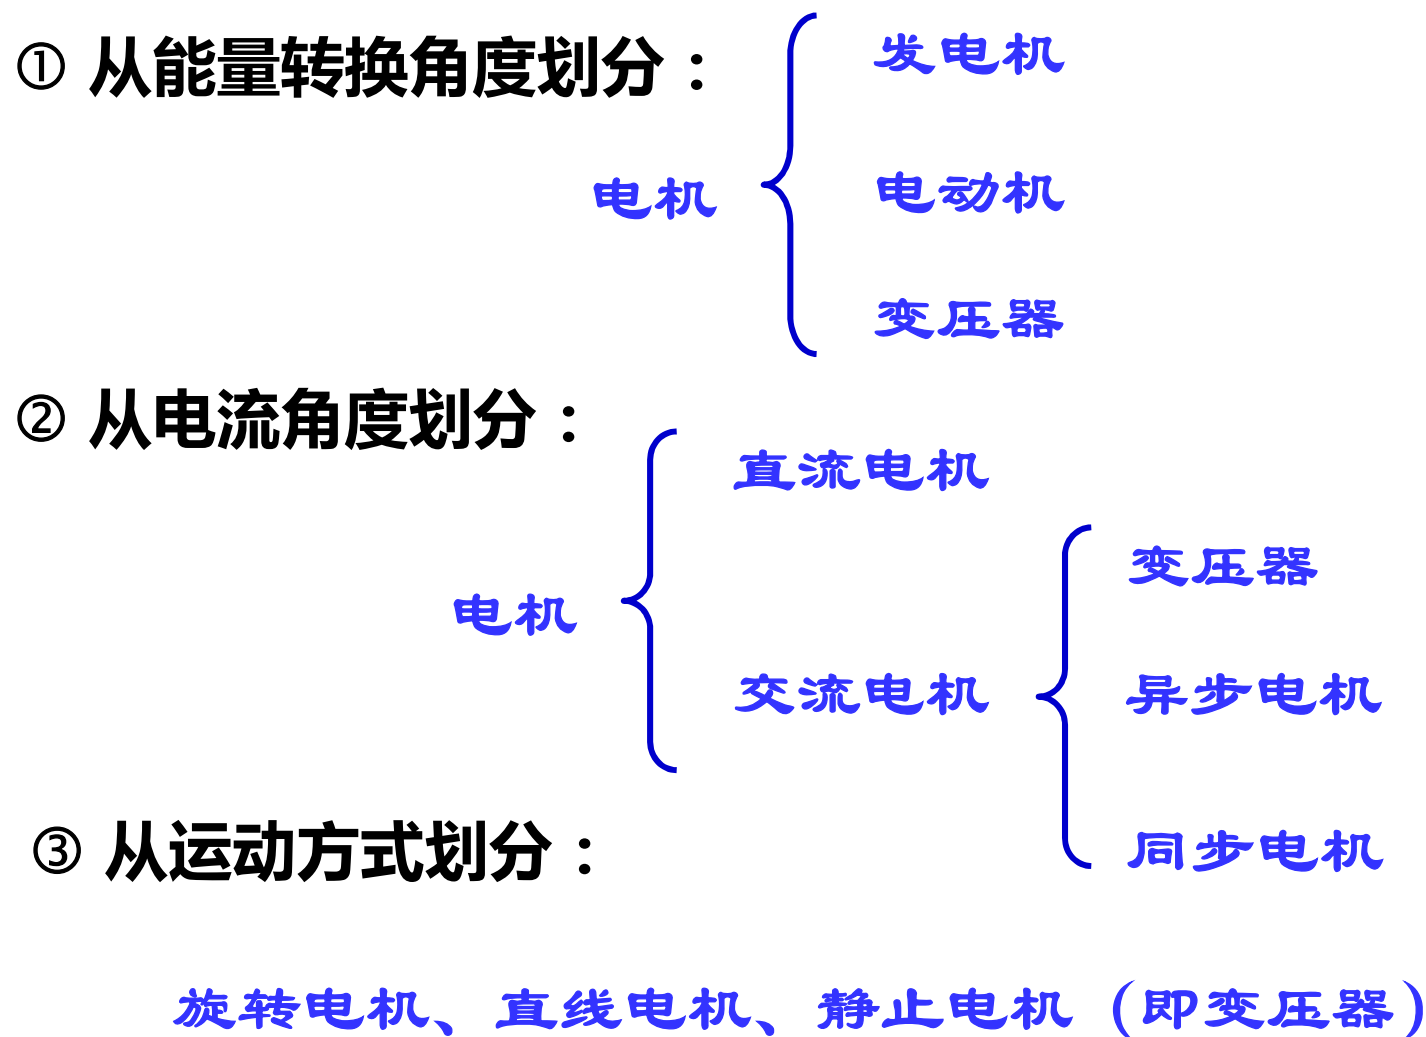 ① 从能量转换角度划分：
发电机
电机
电动机
变压器
② 从电流角度划分：
直流电机
电机
交流电机
变压器
异步电机
同步电机
③ 从运动方式划分：
旋转电机、直线电机、静止电机（即变压器）